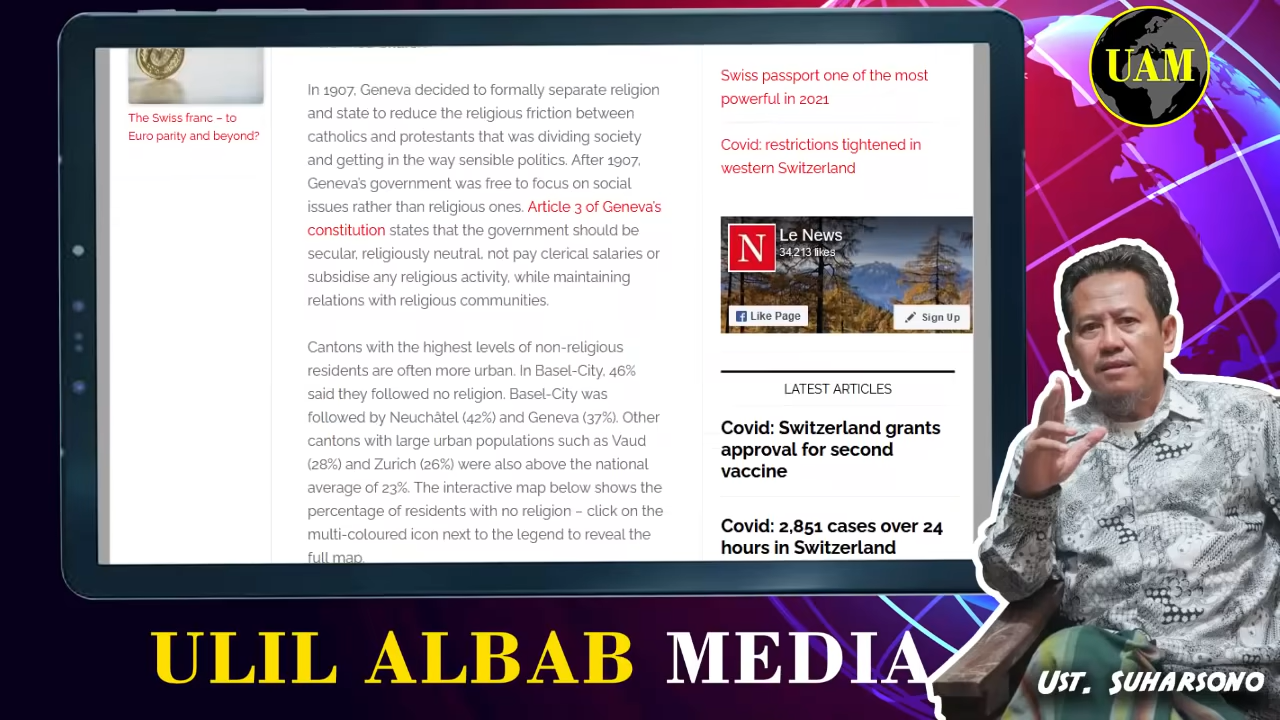 The Swiss franc – to
Euro parity and beyond?
In 1907, Geneva decided to formally separate religion
and state to reduce the religious friction between
catholics and protestants that was dividing society
and getting in the way sensible politics. After 1907,
Geneva's government was free to focus on social
issues rather than religious ones. Article 3 of Geneva's
constitution states that the government should be
secular, religiously neutral, not pay clerical salaries or
subsidise any religious activity, while maintaining
relations with religious communities.
Cantons with the highest levels of non-religious
residents are often more urban. In Basel-City, 46%
said they followed no religion. Basel-City was
followed by Neuchâtel (42%) and Geneva (37%). Other
cantons with large urban populations such as Vaud
(28%) and Zurich (26%) were also above the national
average of 23%. The interactive map below shows the
percentage of residents with no religion – click on the
multi-coloured icon next to the legend to reveal the
full map.
Swiss passport one of the most
powerful in 2021
Covid: restrictions tightened in
western Switzerland
N
Le News
34,213 likes
Like Page
Sign Up
LATEST ARTICLES
Covid: Switzerland grants
approval for second
vaccine
Covid: 2,851 cases over 24
hours in Switzerland
UAM
ULIL ALBAB MEDIA
UST. SUHARSONO